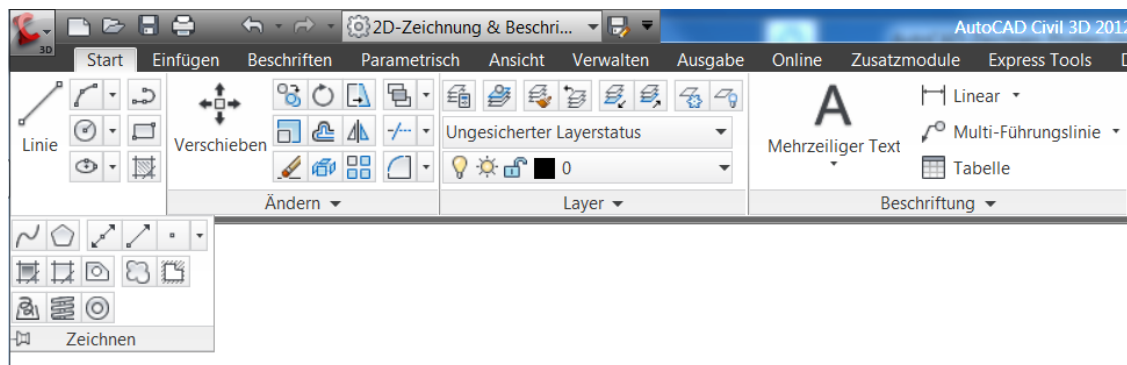 3D
2D-Zeichnung & Beschri...
AutoCAD Civil 3D 2012
Start Einfügen Beschriften Parametrisch Ansicht Verwalten Ausgabe Online Zusatzmodule Express Tools
Linie
Verschieben
Ungesicherter Layerstatus
0
Mehrzeiliger Text
Linear
Multi-Führungslinie
Tabelle
Ändern
Layer
Beschriftung
Zeichnen